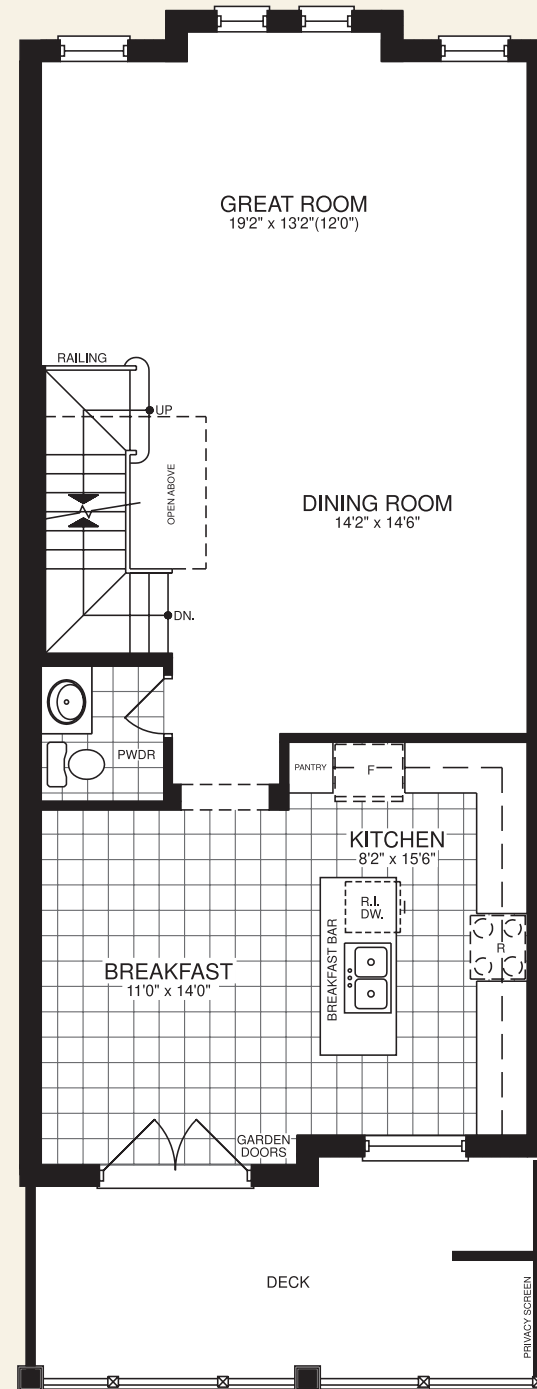 GREAT ROOM
19'2" x 13'2"(12'0")
RAILING
UP
OPEN ABOVE
DINING ROOM
14'2" x 14'6"
DN.
PWDR
PANTRY
F
KITCHEN
8'2" x 15'6"
R.I.
DW.
R
BREAKFAST BAR
BREAKFAST
11'0" x 14'0"
GARDEN
DOORS
DECK
PRIVACY SCREEN